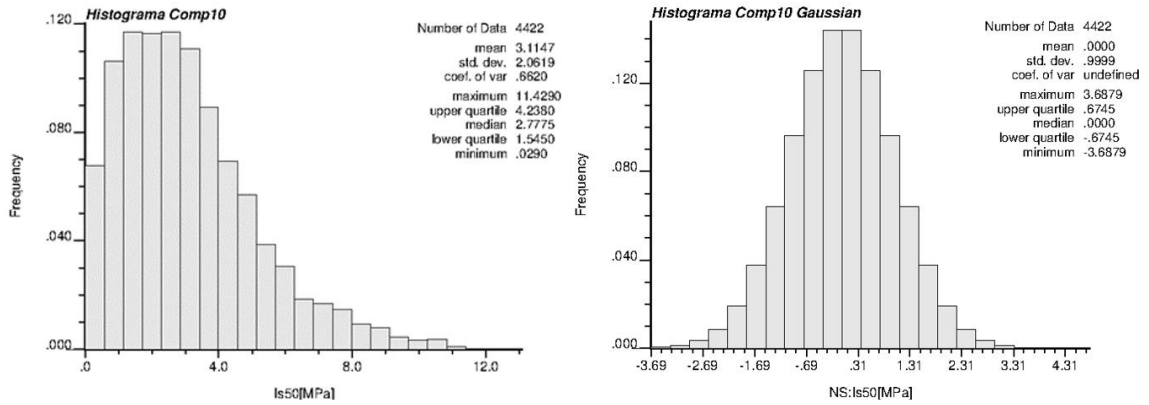 Histograma Comp10
Number of Data 4422
mean 3.1147
std. dev. 2.0619
coef. of var .6620
maximum 11.4290
upper quartile 4.2380
median 2.7775
lower quartile 1.5450
minimum .0290
Frequency
.120
.080
.040
.000
.0 4.0 8.0 12.0
Is50[MPa]
Histograma Comp10 Gaussian
Number of Data 4422
mean .0000
std. dev. .9999
coef. of var undefined
maximum 3.6879
upper quartile .6745
median .0000
lower quartile -.6745
minimum -3.6879
Frequency
.120
.080
.040
.000
-3.69 -2.69 -1.69 -.69 .31 1.31 2.31 3.31 4.31
NS:Is50[MPa]